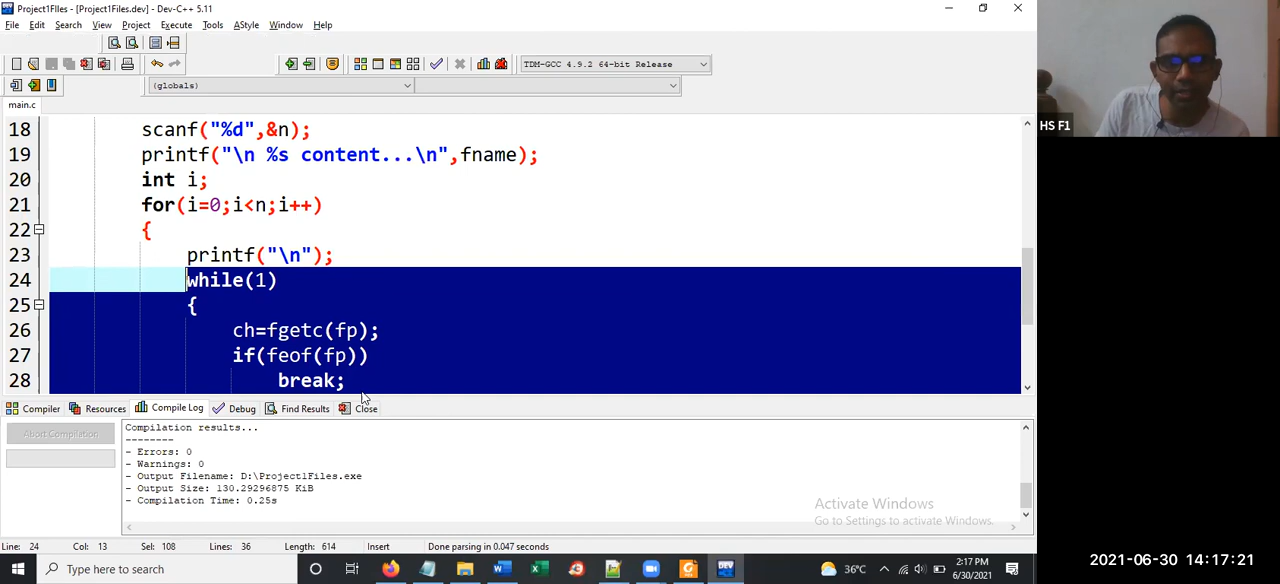 Project1FIles - [Project1Files.dev] - Dev-C++ 5.11
File Edit Search View Project Execute Tools AStyle Window Help
TDM-GCC 4.9.2 64-bit Release
(globals)
main.c
HS F1
18 scanf("%d",&n);
19 printf("\n %s content...\n",fname);
20 int i;
21 for(i=0;i<n;i++)
22 {
23 printf("\n");
24 while(1)
25 {
26 ch=fgetc(fp);
27 if(feof(fp))
28 break;
Compiler Resources Compile Log Debug Find Results Close
Abort Compilation
Compilation results...
--------
- Errors: 0
- Warnings: 0
- Output Filename: D:\Project1Files.exe
- Output Size: 130.29296875 KiB
- Compilation Time: 0.25s
Activate Windows
Go to Settings to activate Windows.
Line: 24 Col: 13 Sel: 108 Lines: 36 Length: 614 Insert Done parsing in 0.047 seconds
Type here to search
DEV
36°C
2:17 PM
6/30/2021
2021-06-30 14:17:21